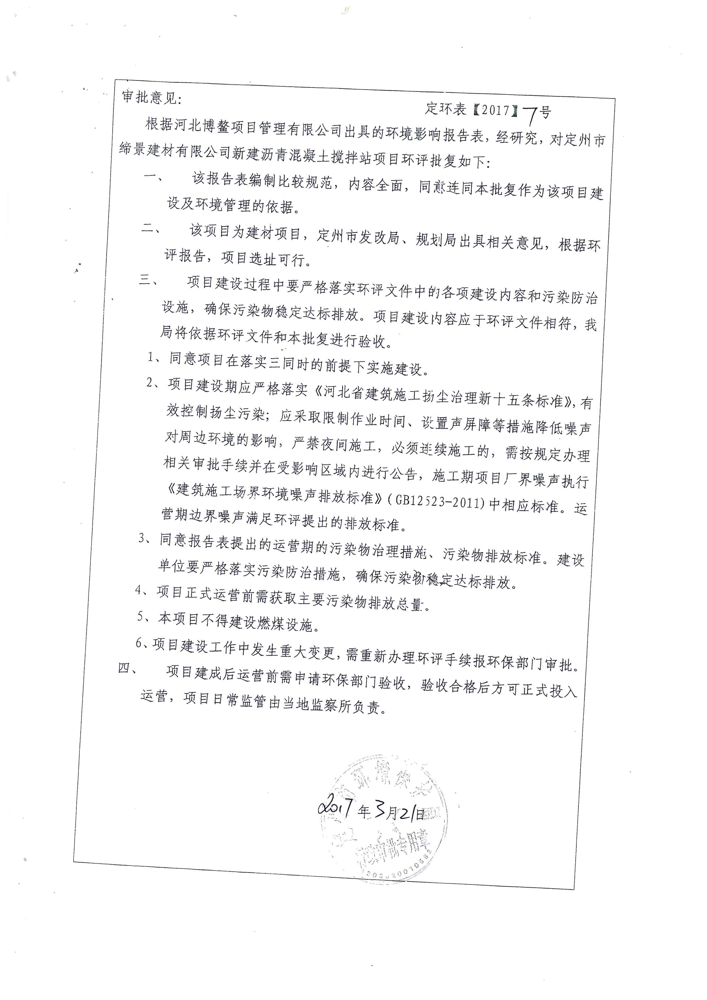 审批意见：
定环表【2017】7号
根据河北博鳌项目管理有限公司出具的环境影响报告表，经研究，对定州市
缔景建材有限公司新建沥青混凝土搅拌站项目环评批复如下：
一、 该报告表编制比较规范，内容全面，同意连同本批复作为该项目建
设及环境管理的依据。
二、 该项目为建材项目，定州市发改局、规划局出具相关意见，根据环
评报告，项目选址可行。
三、 项目建设过程中要严格落实环评文件中的各项建设内容和污染防治
设施，确保污染物稳定达标排放。项目建设内容应于环评文件相符，我
局将依据环评文件和本批复进行验收。
1、同意项目在落实三同时的前提下实施建设。
2、项目建设期应严格落实《河北省建筑施工扬尘治理新十五条标准》，有
效控制扬尘污染；应采取限制作业时间、设置声屏障等措施降低噪声
对周边环境的影响，严禁夜间施工，必须连续施工的，需按规定办理
相关审批手续并在受影响区域内进行公告，施工期项目厂界噪声执行
《建筑施工场界环境噪声排放标准》（GB12523-2011)中相应标准。运
营期边界噪声满足环评提出的排放标准。
3、同意报告表提出的运营期的污染物治理措施、污染物排放标准。建设
单位要严格落实污染防治措施，确保污染物稳定达标排放。
4、项目正式运营前需获取主要污染物排放总量。
5、本项目不得建设燃煤设施。
6、项目建设工作中发生重大变更，需重新办理环评手续报环保部门审批。
四、 项目建成后运营前需申请环保部门验收，验收合格后方可正式投入
运营，项目日常监管由当地监察所负责。
2017年3月21日
行政审批专用章